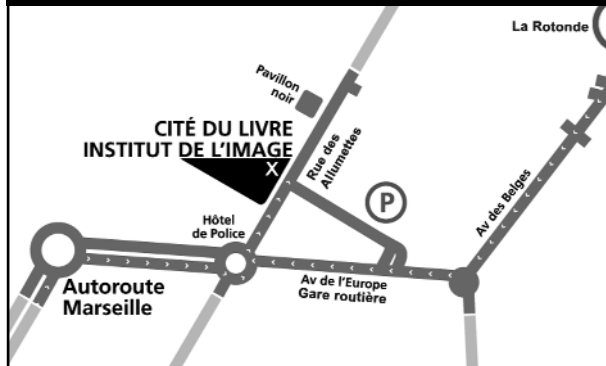 La Rotonde
Pavillon
noir
CITÉ DU LIVRE
INSTITUT DE L'IMAGE
X
Rue des
Allumettes
P
Av des Belges
Hôtel
de Police
Autoroute
Marseille
Av de l'Europe
Gare routière